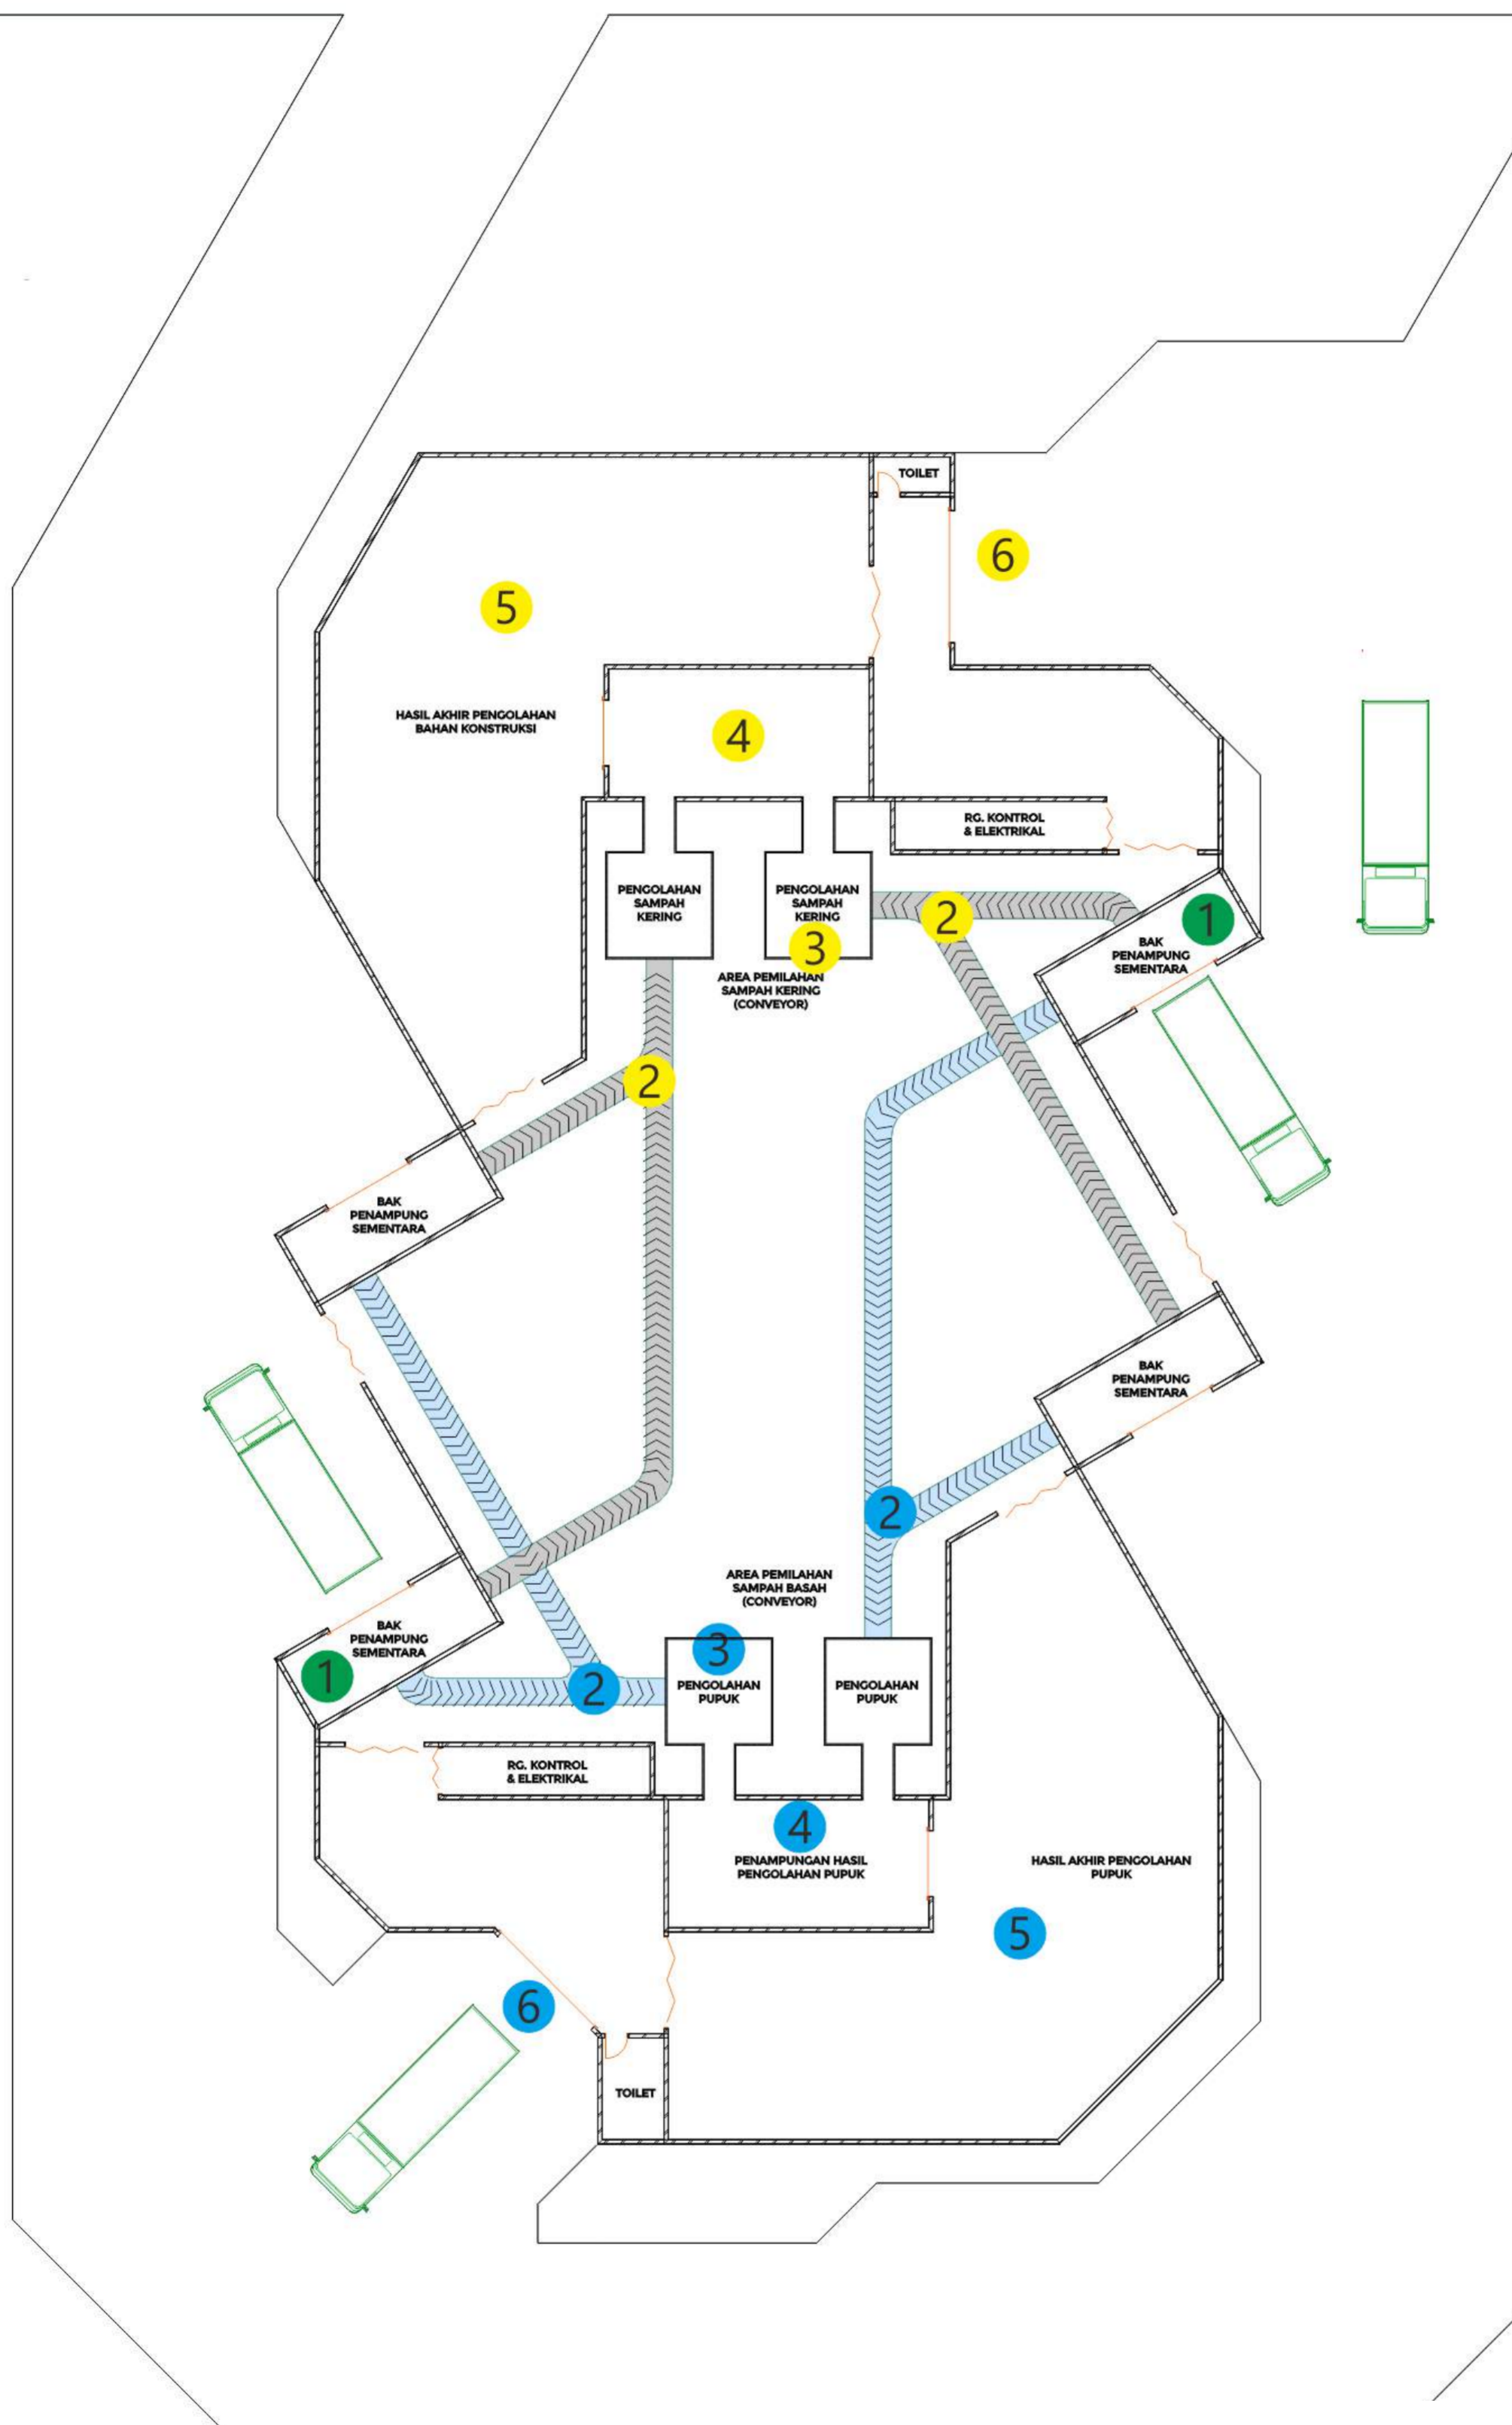 TOILET
6
5
HASIL AKHIR PENGOLAHAN
BAHAN KONSTRUKSI
4
RG. KONTROL
& ELEKTRIKAL
PENGOLAHAN
SAMPAH
KERING
PENGOLAHAN
SAMPAH
KERING
3
2
1
BAK
PENAMPUNG
SEMENTARA
AREA PEMILAHAN
SAMPAH KERING
(CONVEYOR)
2
BAK
PENAMPUNG
SEMENTARA
BAK
PENAMPUNG
SEMENTARA
2
AREA PEMILAHAN
SAMPAH BASAH
(CONVEYOR)
BAK
PENAMPUNG
SEMENTARA
1
3
2
PENGOLAHAN
PUPUK
PENGOLAHAN
PUPUK
RG. KONTROL
& ELEKTRIKAL
4
PENAMPUNGAN HASIL
PENGOLAHAN PUPUK
HASIL AKHIR PENGOLAHAN
PUPUK
5
6
TOILET